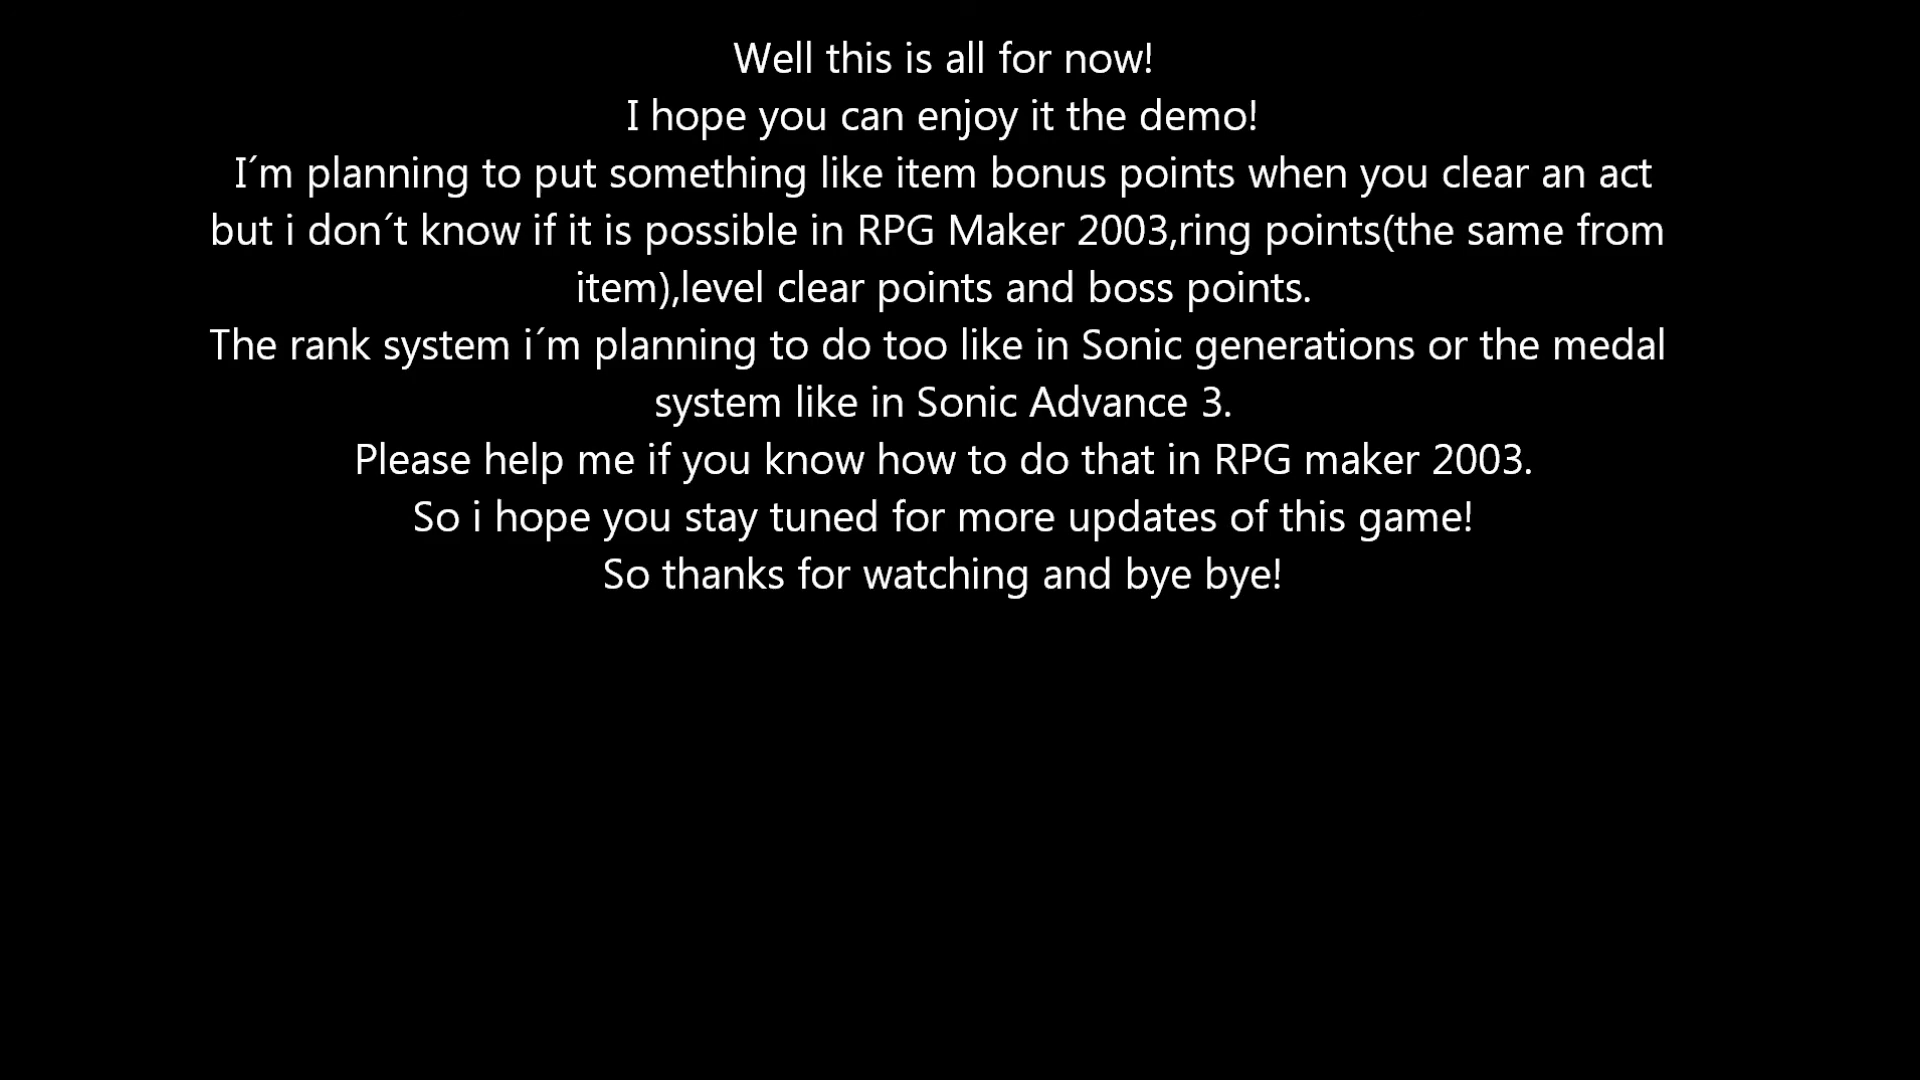 Well this is all for now!
I hope you can enjoy it the demo!
I´m planning to put something like item bonus points when you clear an act
but i don´t know if it is possible in RPG Maker 2003,ring points(the same from
item),level clear points and boss points.
The rank system i´m planning to do too like in Sonic generations or the medal
system like in Sonic Advance 3.
Please help me if you know how to do that in RPG maker 2003.
So i hope you stay tuned for more updates of this game!
So thanks for watching and bye bye!